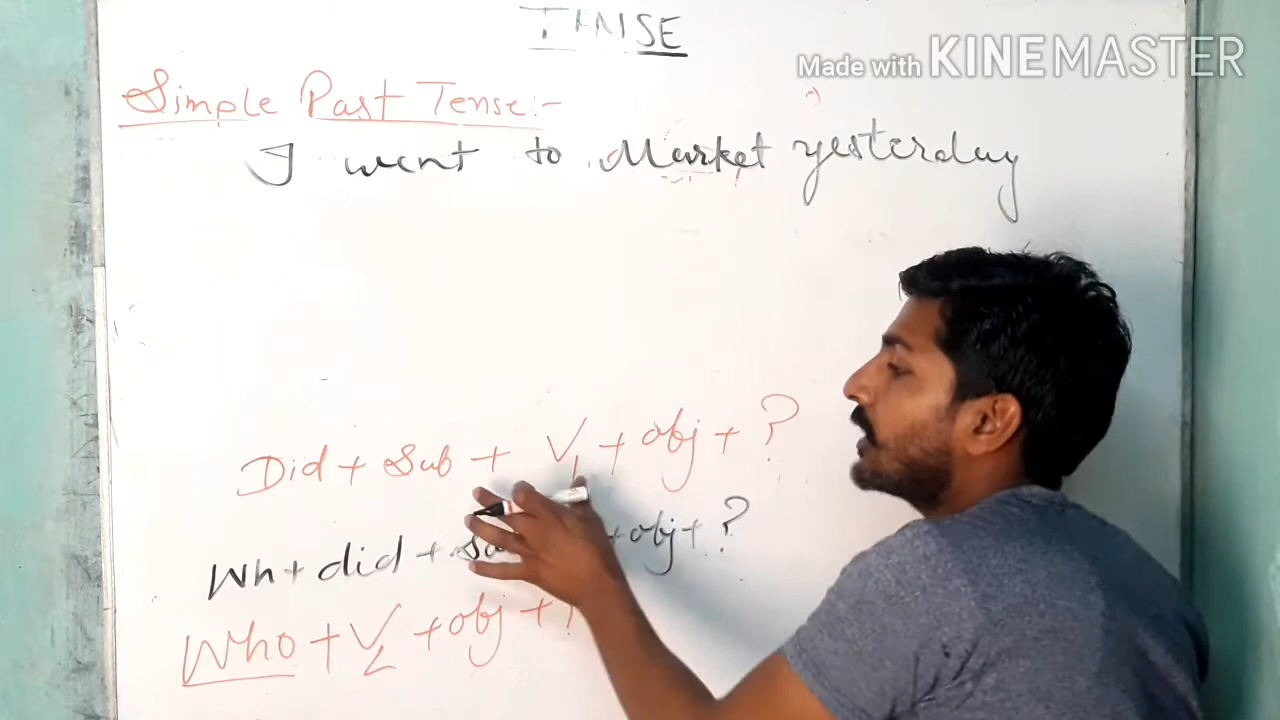 TENSE
Made with KINEMASTER
Simple Past Tense:-
I went to Market yesterday
Did + Sub + V1 + obj + ?
Wh + did + Su + obj + ?
Who + V2 + obj + ?